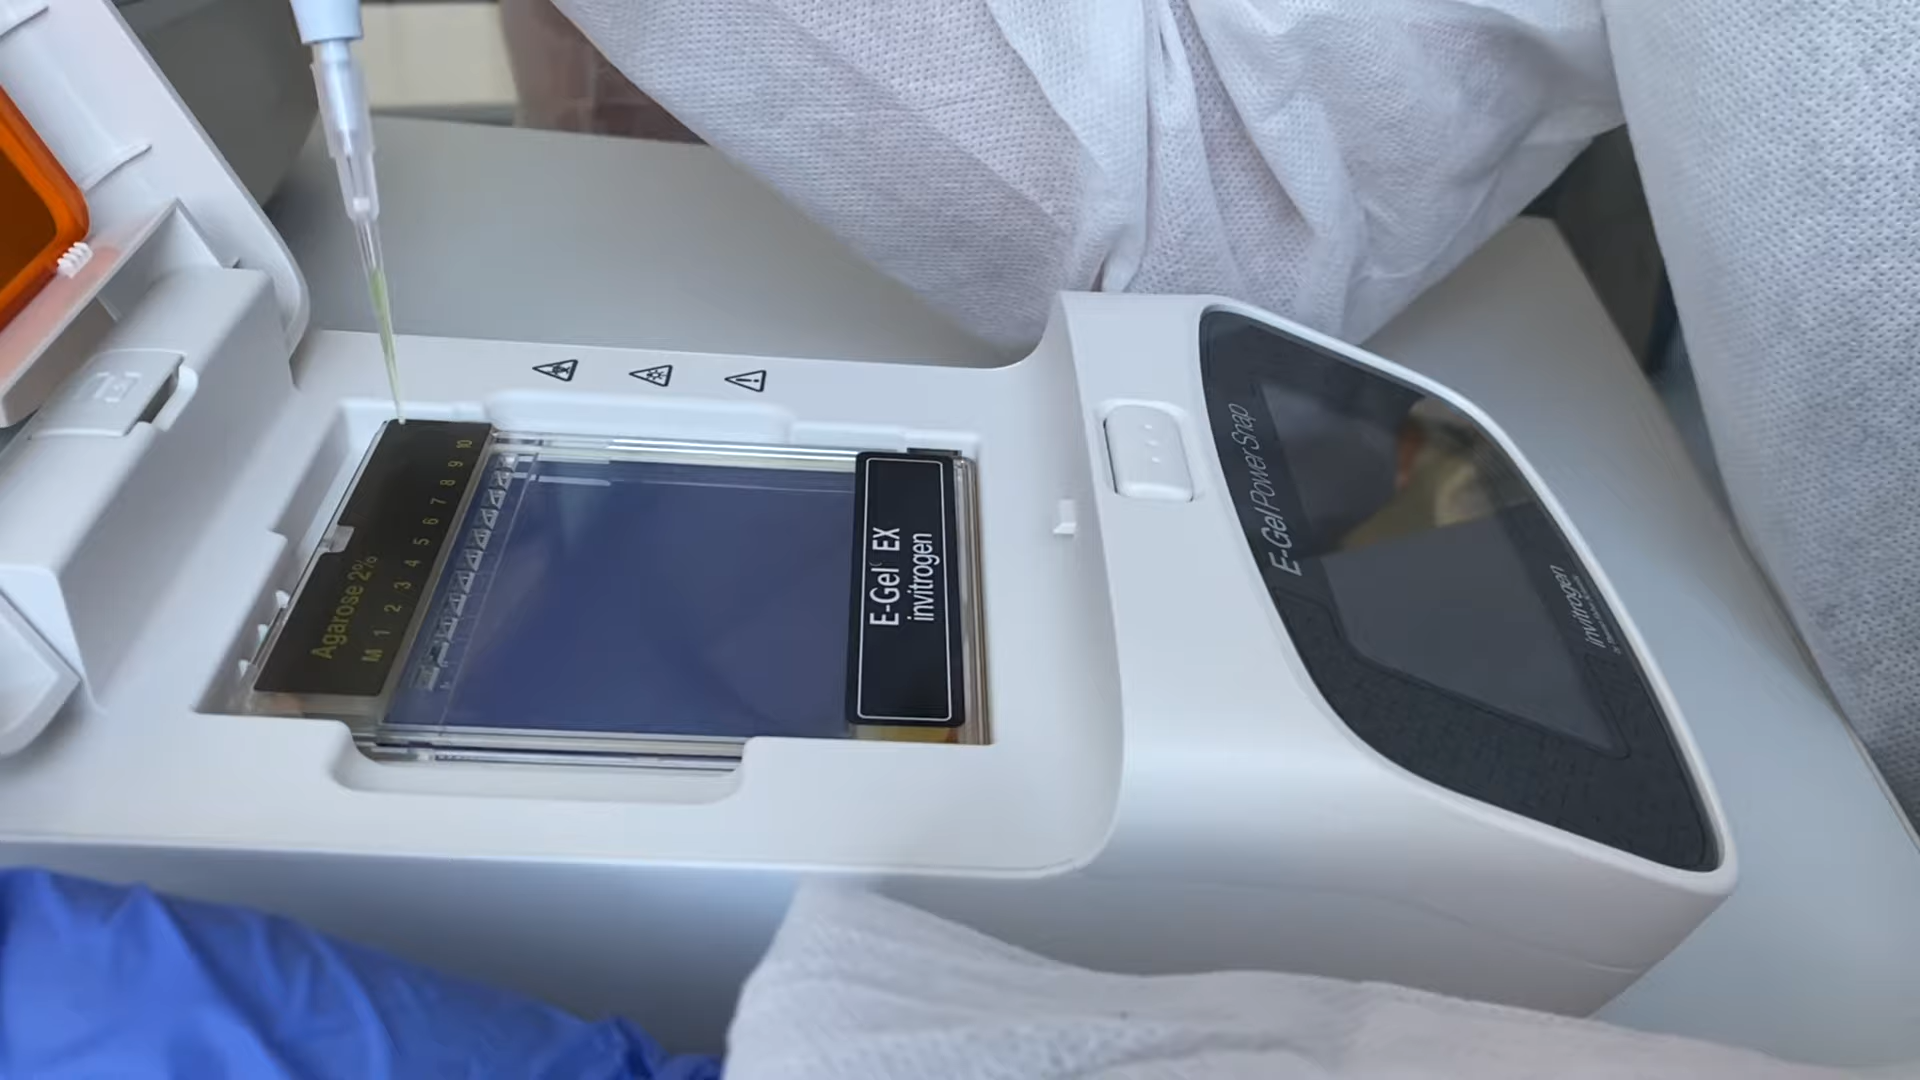 Agarose 2%
M 1 2 3 4 5 6 7 8 9 10
E-Gel EX
invitrogen
E-Gel Power Snap
invitrogen